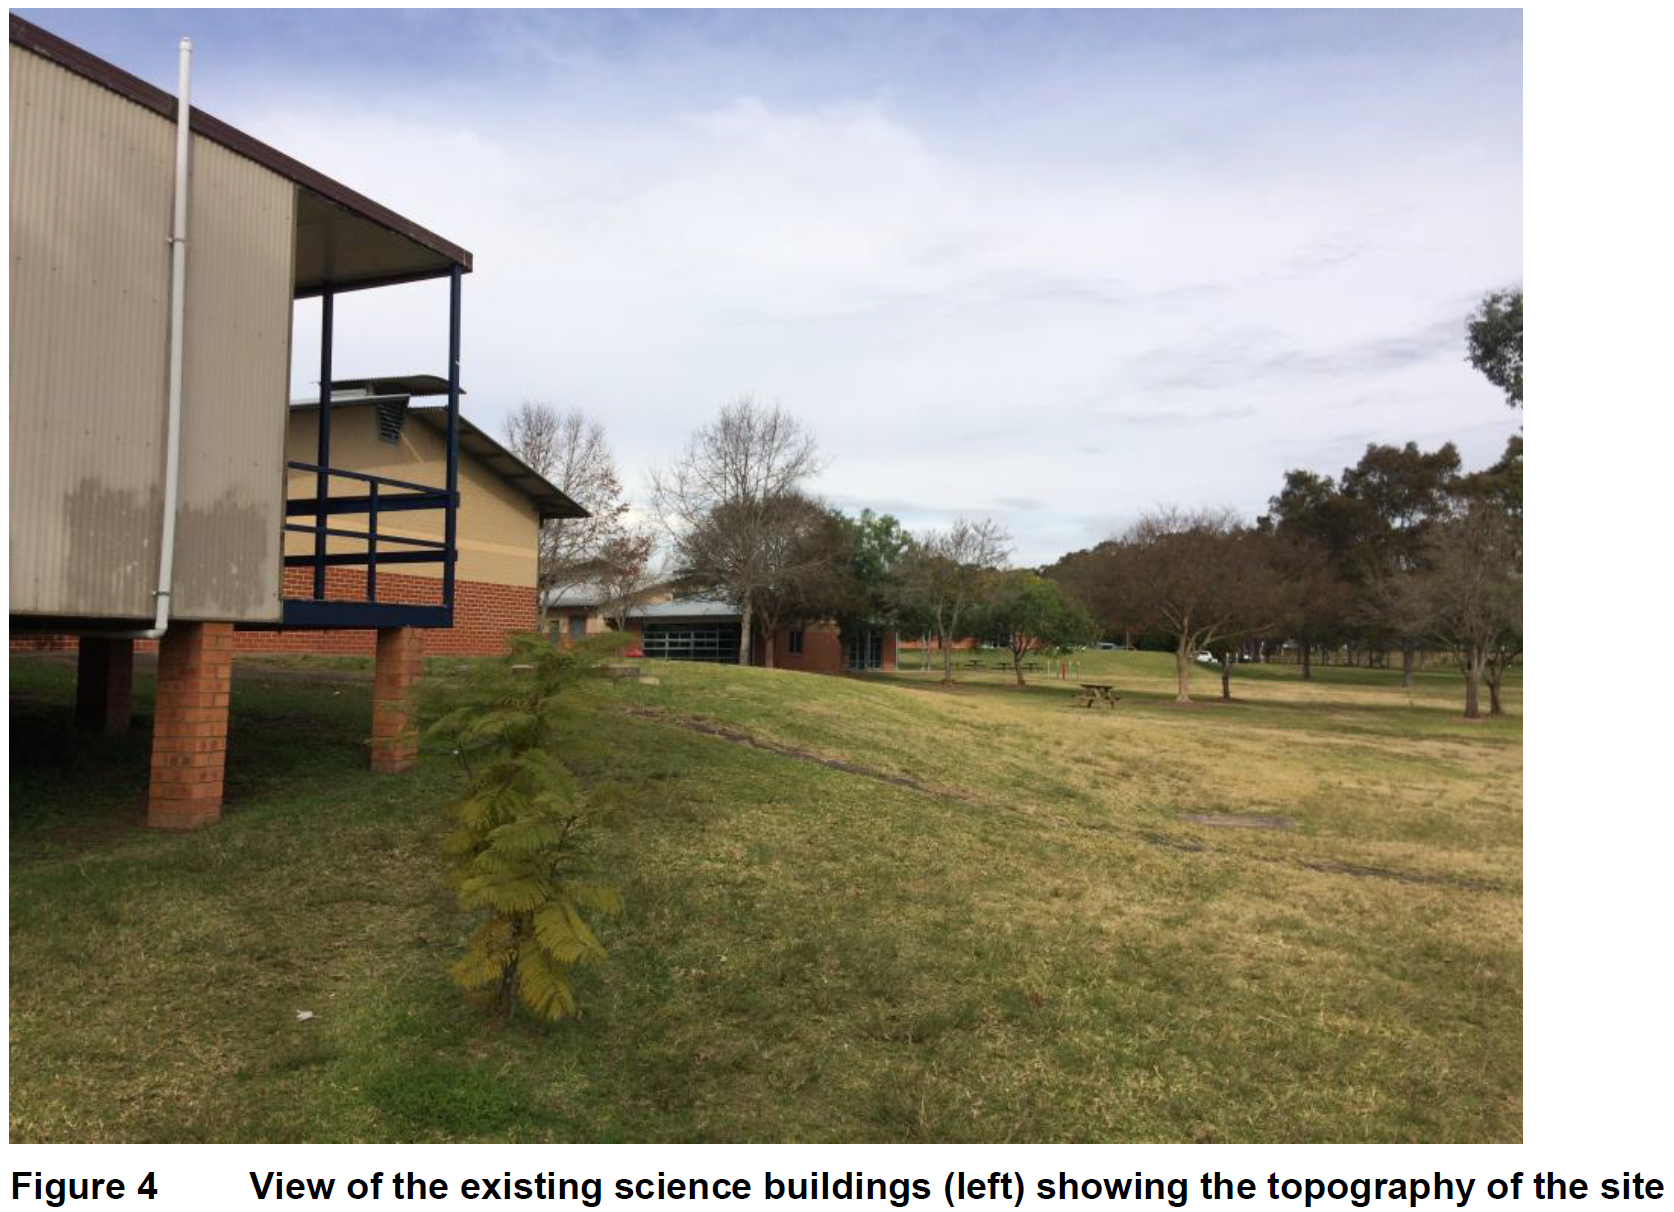 Figure 4 View of the existing science buildings (left) showing the topography of the site